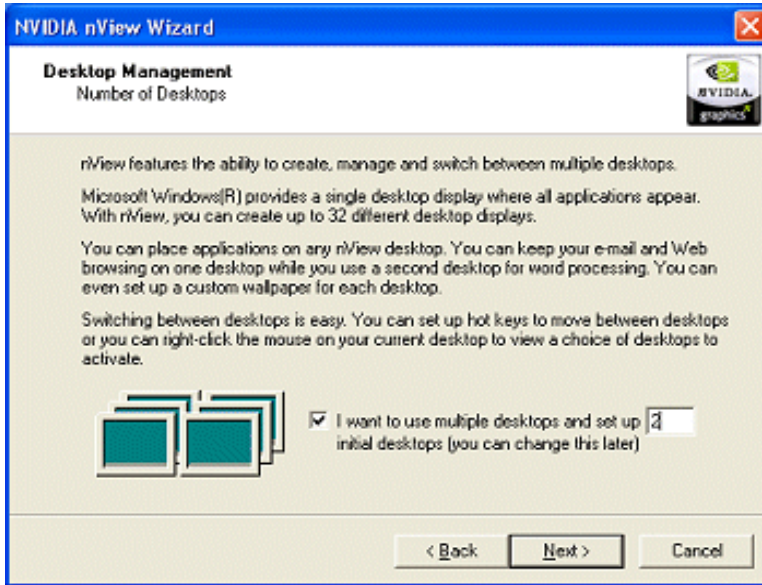 NVIDIA nView Wizard
Desktop Management
Number of Desktops
NVIDIA.
graphics
nView features the ability to create, manage and switch between multiple desktops.
Microsoft Windows(R) provides a single desktop display where all applications appear.
With nView, you can create up to 32 different desktop displays.
You can place applications on any nView desktop. You can keep your e-mail and Web
browsing on one desktop while you use a second desktop for word processing. You can
even set up a custom wallpaper for each desktop.
Switching between desktops is easy. You can set up hot keys to move between desktops
or you can right-click the mouse on your current desktop to view a choice of desktops to
activate.
I want to use multiple desktops and set up 2
initial desktops (you can change this later)
< Back Next > Cancel